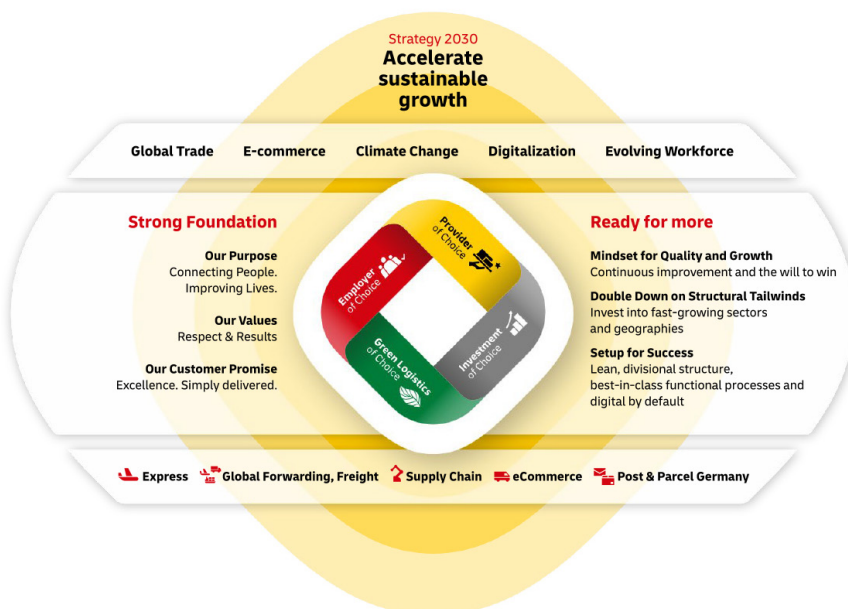 Strategy 2030
Accelerate
sustainable
growth
Global Trade E-commerce Climate Change Digitalization Evolving Workforce
Strong Foundation
Our Purpose
Connecting People.
Improving Lives.
Our Values
Respect & Results
Our Customer Promise
Excellence. Simply delivered.
Employer
of Choice
Provider
of Choice
Green Logistics
of Choice
Investment
of Choice
Ready for more
Mindset for Quality and Growth
Continuous improvement and the will to win
Double Down on Structural Tailwinds
Invest into fast-growing sectors
and geographies
Setup for Success
Lean, divisional structure,
best-in-class functional processes and
digital by default
Express Global Forwarding, Freight Supply Chain eCommerce Post & Parcel Germany